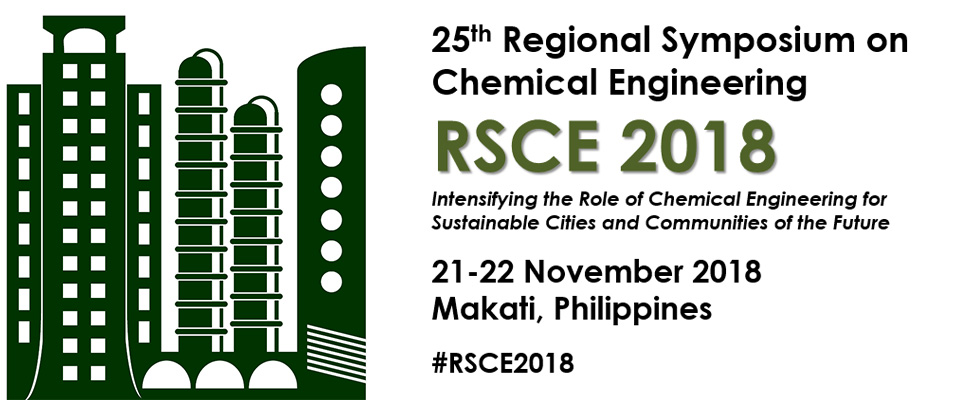 25th Regional Symposium on
Chemical Engineering
RSCE 2018
Intensifying the Role of Chemical Engineering for
Sustainable Cities and Communities of the Future
21-22 November 2018
Makati, Philippines
#RSCE2018